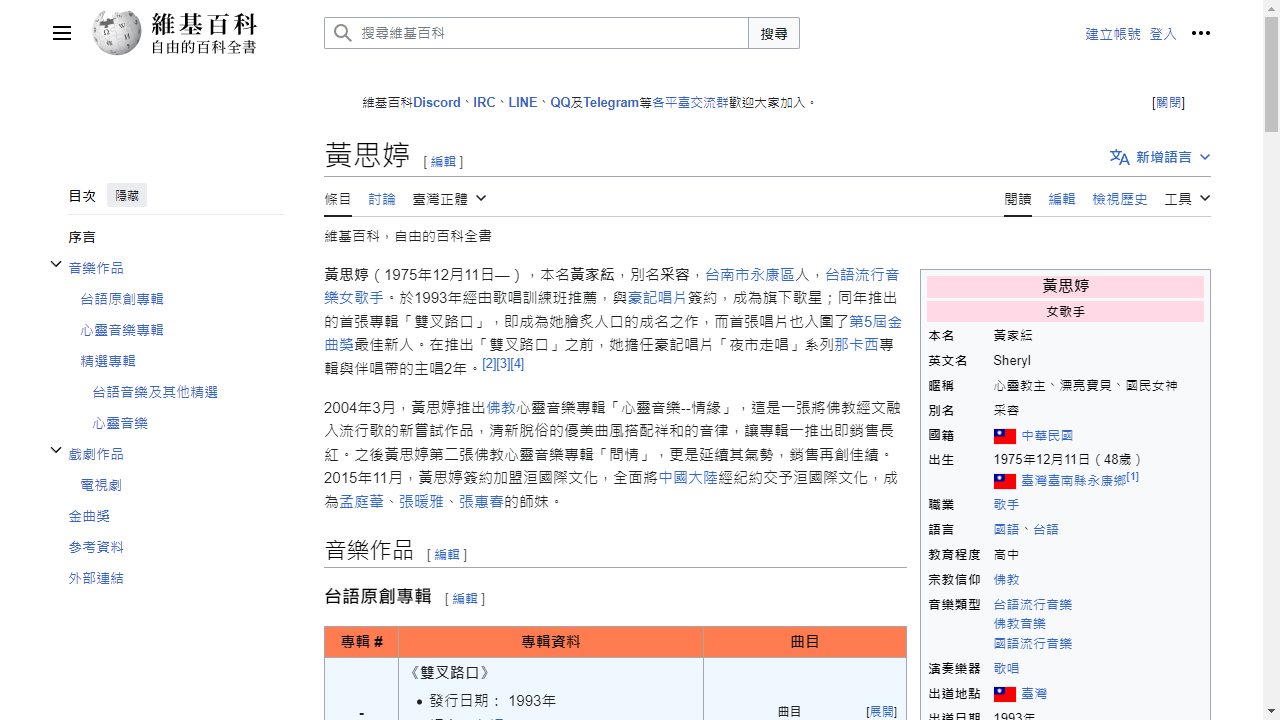 維基百科
自由的百科全書
搜尋維基百科
搜尋
建立帳號 登入
維基百科Discord、IRC、LINE、QQ及Telegram等各平臺交流群歡迎大家加入。
[關閉]
黃思婷 [ 編輯 ]
新增語言
目次 隱藏
序言
音樂作品
台語原創專輯
心靈音樂專輯
精選專輯
台語音樂及其他精選
心靈音樂
戲劇作品
電視劇
金曲獎
參考資料
外部連結
條目 討論 臺灣正體
閱讀 編輯 檢視歷史 工具
維基百科，自由的百科全書
黃思婷（1975年12月11日—），本名黃家紜，別名采容，台南市永康區人，台語流行音
樂女歌手。於1993年經由歌唱訓練班推薦，與豪記唱片簽約，成為旗下歌星；同年推出
的首張專輯「雙叉路口」，即成為她膾炙人口的成名之作，而首張唱片也入圍了第5屆金
曲獎最佳新人。在推出「雙叉路口」之前，她擔任豪記唱片「夜市走唱」系列那卡西專
輯與伴唱帶的主唱2年。[2][3][4]
2004年3月，黃思婷推出佛教心靈音樂專輯「心靈音樂--情緣」，這是一張將佛教經文融
入流行歌的新嘗試作品，清新脫俗的優美曲風搭配祥和的音律，讓專輯一推出即銷售長
紅。之後黃思婷第二張佛教心靈音樂專輯「問情」，更是延續其氣勢，銷售再創佳績。
2015年11月，黃思婷簽約加盟洹國際文化，全面將中國大陸經紀約交予洹國際文化，成
為孟庭葦、張暖雅、張惠春的師妹。
音樂作品 [ 編輯 ]
台語原創專輯 [ 編輯 ]
專輯 # 專輯資料 曲目
《雙叉路口》
發行日期： 1993年
-
曲目 [展開]
黃思婷
女歌手
本名 黃家紜
英文名 Sheryl
暱稱 心靈教主、漂亮寶貝、國民女神
別名 采容
國籍 中華民國
出生 1975年12月11日（48歲）
臺灣臺南縣永康鄉[1]
職業 歌手
語言 國語、台語
教育程度 高中
宗教信仰 佛教
音樂類型 台語流行音樂
佛教音樂
國語流行音樂
演奏樂器 歌唱
出道地點 臺灣
出道日期 1993年